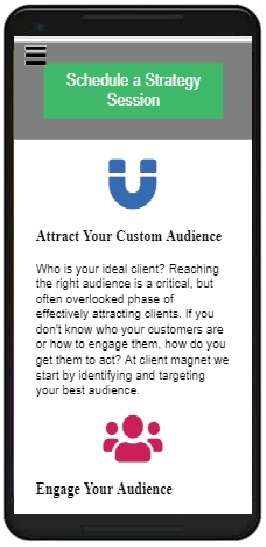 Schedule a Strategy
Session
Attract Your Custom Audience
Who is your ideal client? Reaching
the right audience is a critical, but
often overlooked phase of
effectively attracting clients. If you
don't know who your customers are
or how to engage them, how do you
get them to act? At client magnet we
start by identifying and targeting
your best audience.
Engage Your Audience